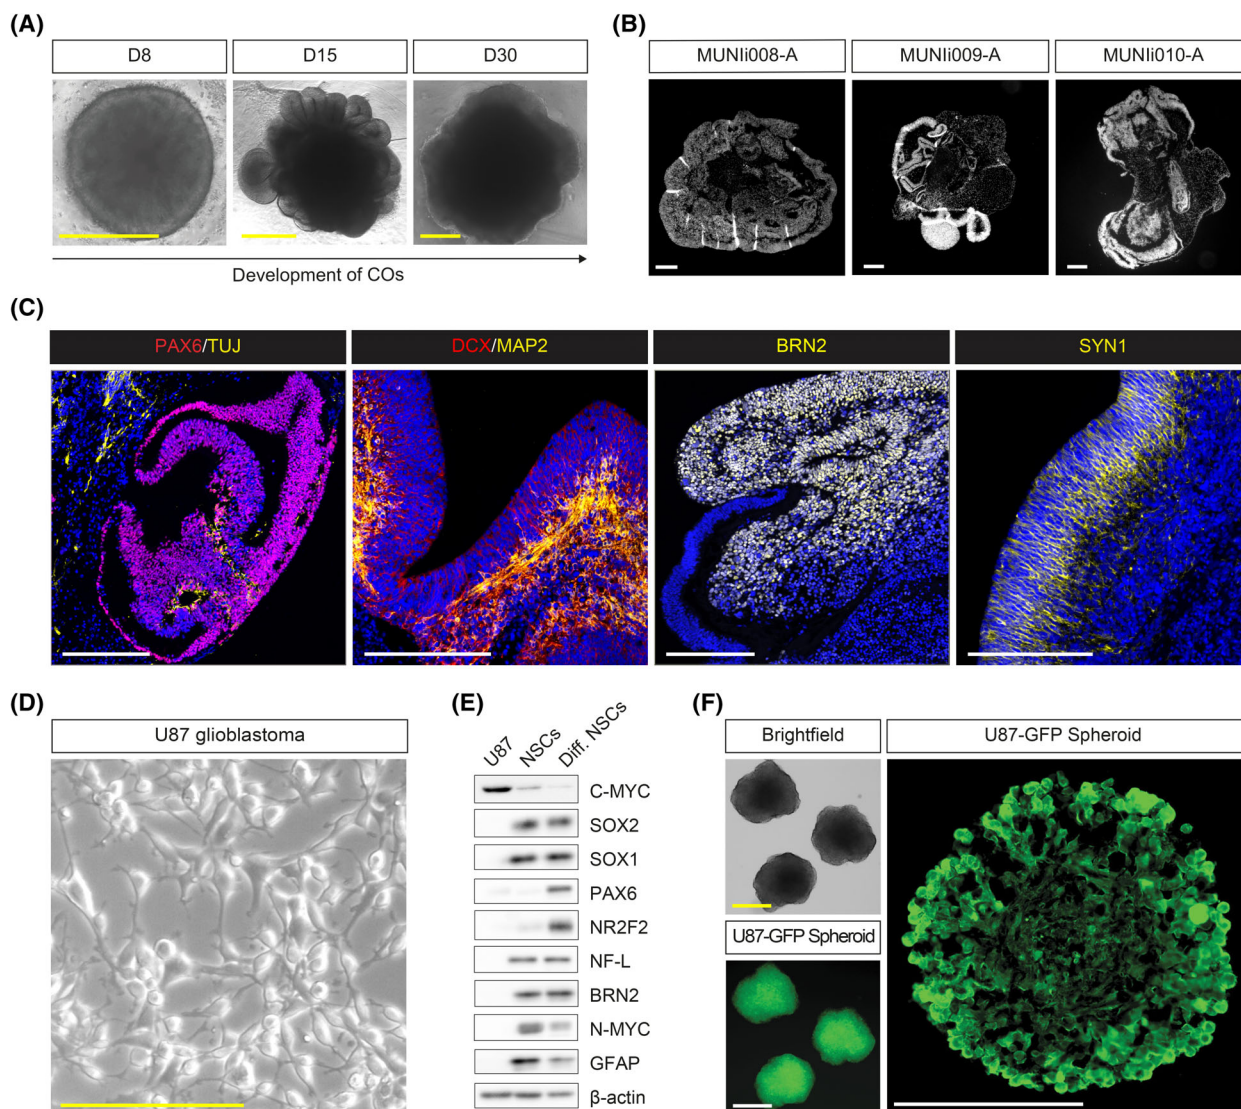 (A)
D8
D15
D30
Development of COs
(B)
MUNIi008-A
MUNIi009-A
MUNIi010-A
(C)
PAX6/TUJ
DCX/MAP2
BRN2
SYN1
(D)
U87 glioblastoma
(E)
U87
NSCs
Diff. NSCs
C-MYC
SOX2
SOX1
PAX6
NR2F2
NF-L
BRN2
N-MYC
GFAP
β-actin
(F)
Brightfield
U87-GFP Spheroid
U87-GFP Spheroid